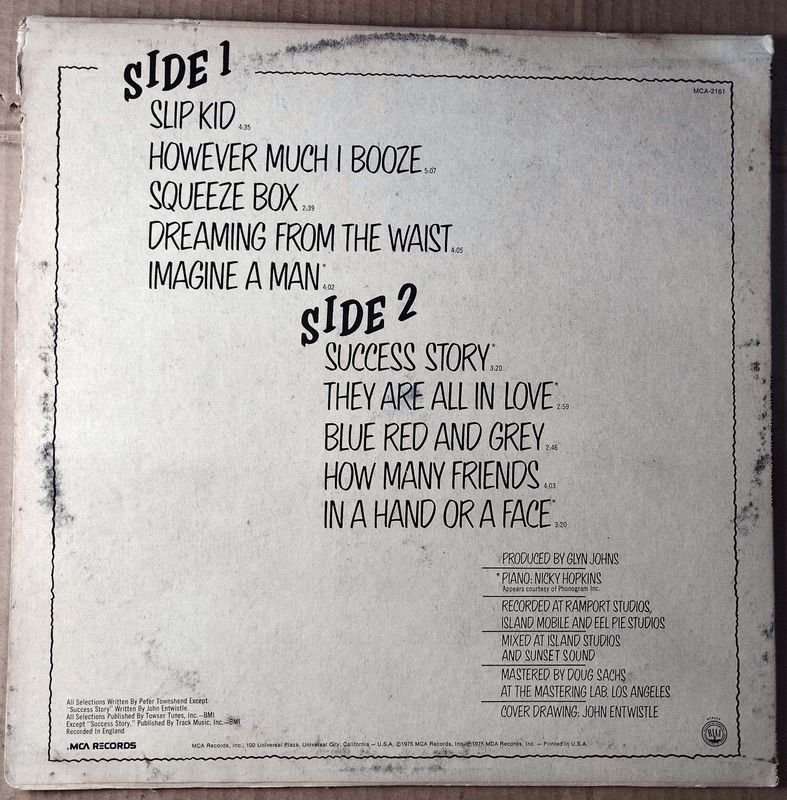 SIDE 1
MCA-2161
SLIP KID 4:35
HOWEVER MUCH I BOOZE 5:07
SQUEEZE BOX 2:39
DREAMING FROM THE WAIST 4:05
IMAGINE A MAN* 4:02
SIDE 2
SUCCESS STORY* 3:20
THEY ARE ALL IN LOVE* 2:59
BLUE RED AND GREY 2:46
HOW MANY FRIENDS 4:03
IN A HAND OR A FACE* 3:20
PRODUCED BY GLYN JOHNS
* PIANO: NICKY HOPKINS
Appears courtesy of Phonogram Inc.
RECORDED AT RAMPORT STUDIOS,
ISLAND MOBILE AND EEL PIE STUDIOS
MIXED AT ISLAND STUDIOS
AND SUNSET SOUND
MASTERED BY DOUG SACHS
AT THE MASTERING LAB. LOS ANGELES
COVER DRAWING: JOHN ENTWISTLE
All Selections Written By Peter Townshend Except
"Success Story" Written By John Entwistle.
All Selections Published By Towser Tunes, Inc.—BMI
Except "Success Story." Published By Track Music, Inc.—BMI
Recorded In England
MCA RECORDS
MCA Records, Inc., 100 Universal Plaza, Universal City, California — U.S.A. ©1975 MCA Records, Inc. ℗1975 MCA Records, Inc. — Printed in U.S.A.